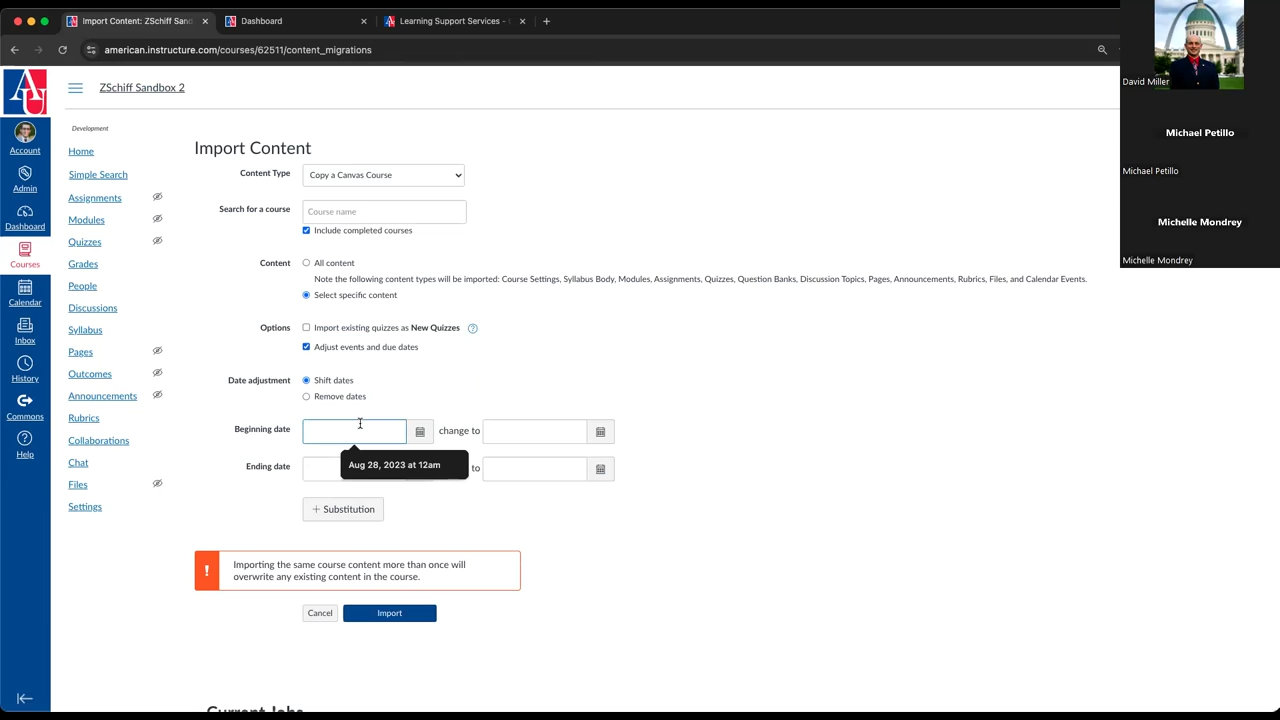 Import Content: ZSchiff Sand
Dashboard
Learning Support Services -
american.instructure.com/courses/62511/content_migrations
ZSchiff Sandbox 2
AU
Account
Admin
Dashboard
Courses
Calendar
Inbox
History
Commons
Help
Development
Home
Simple Search
Assignments
Modules
Quizzes
Grades
People
Discussions
Syllabus
Pages
Outcomes
Announcements
Rubrics
Collaborations
Chat
Files
Settings
Import Content
Content Type
Copy a Canvas Course
Search for a course
Course name
Include completed courses
Content
All content
Note the following content types will be imported: Course Settings, Syllabus Body, Modules, Assignments, Quizzes, Question Banks, Discussion Topics, Pages, Announcements, Rubrics, Files, and Calendar Events.
Select specific content
Options
Import existing quizzes as New Quizzes ?
Adjust events and due dates
Date adjustment
Shift dates
Remove dates
Beginning date
change to
Aug 28, 2023 at 12am
Ending date
to
+ Substitution
! Importing the same course content more than once will
overwrite any existing content in the course.
Cancel
Import
Current Jobs
David Miller
Michael Petillo
Michael Petillo
Michelle Mondrey
Michelle Mondrey